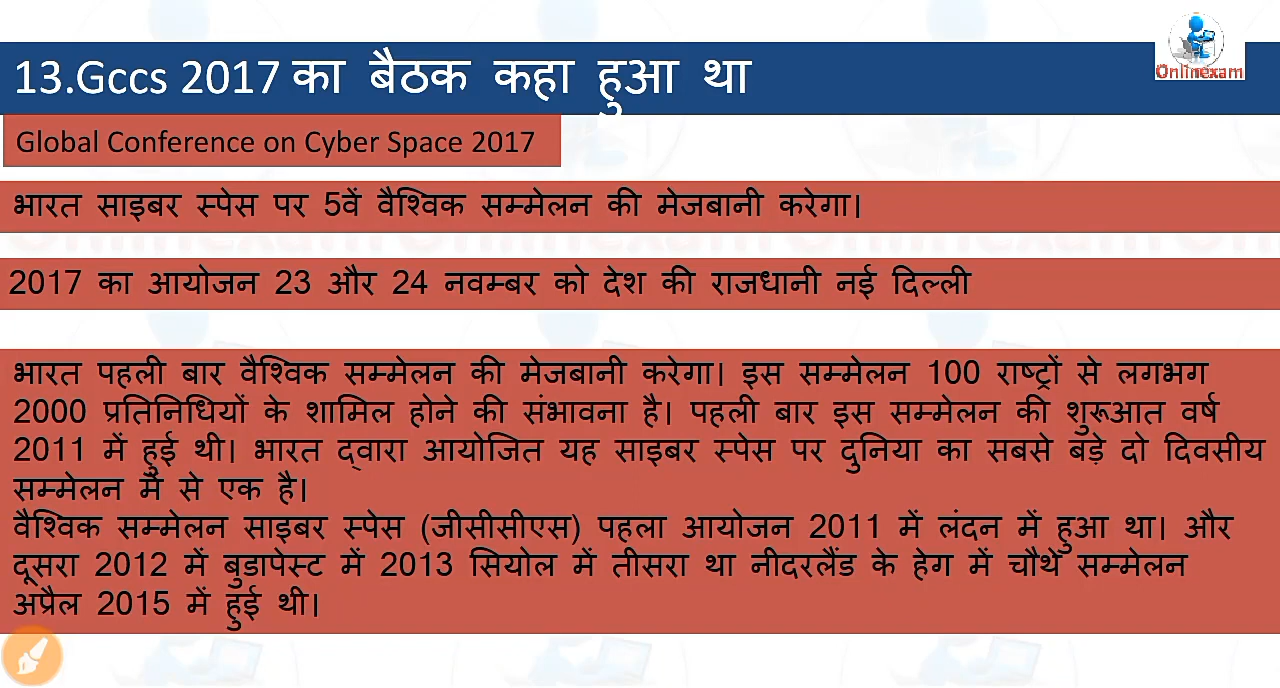 Onlinexam
13.Gccs 2017 का बैठक कहा हुआ था
Global Conference on Cyber Space 2017
भारत साइबर स्पेस पर 5वें वैश्विक सम्मेलन की मेजबानी करेगा।
2017 का आयोजन 23 और 24 नवम्बर को देश की राजधानी नई दिल्ली
भारत पहली बार वैश्विक सम्मेलन की मेजबानी करेगा। इस सम्मेलन 100 राष्ट्रों से लगभग
2000 प्रतिनिधियों के शामिल होने की संभावना है। पहली बार इस सम्मेलन की शुरूआत वर्ष
2011 में हुई थी। भारत द्वारा आयोजित यह साइबर स्पेस पर दुनिया का सबसे बड़े दो दिवसीय
सम्मेलन में से एक है।
वैश्विक सम्मेलन साइबर स्पेस (जीसीसीएस) पहला आयोजन 2011 में लंदन में हुआ था। और
दूसरा 2012 में बुडापेस्ट में 2013 सियोल में तीसरा था नीदरलैंड के हेग में चौथे सम्मेलन
अप्रैल 2015 में हुई थी।